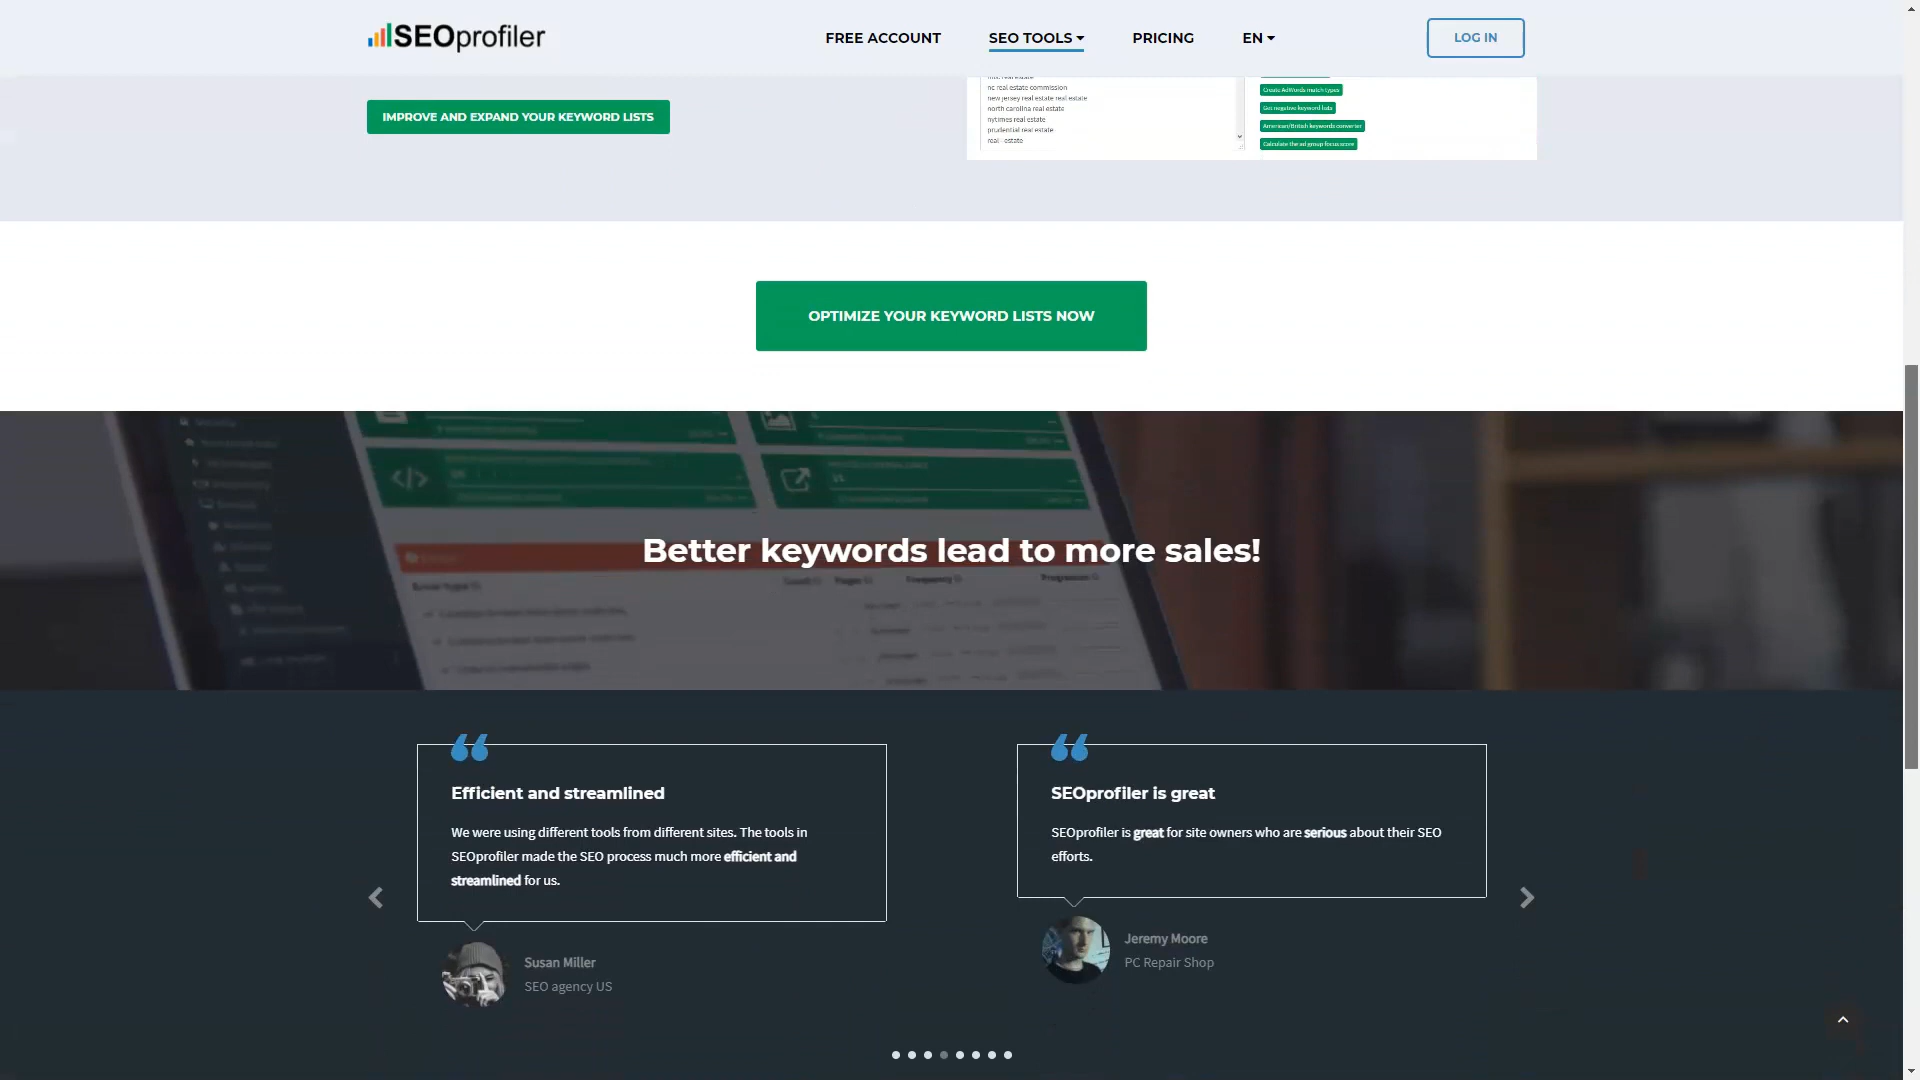 SEOprofiler
FREE ACCOUNT
SEO TOOLS
PRICING
EN
LOG IN
IMPROVE AND EXPAND YOUR KEYWORD LISTS
nc real estate commission
new jersey real estate real estate
north carolina real estate
nytimes real estate
prudential real estate
real - estate
Create AdWords match types
Get negative keyword lists
American/British keywords converter
Calculate the ad group focus score
OPTIMIZE YOUR KEYWORD LISTS NOW
Better keywords lead to more sales!
Efficient and streamlined
We were using different tools from different sites. The tools in
SEOprofiler made the SEO process much more efficient and
streamlined for us.
Susan Miller
SEO agency US
SEOprofiler is great
SEOprofiler is great for site owners who are serious about their SEO
efforts.
Jeremy Moore
PC Repair Shop